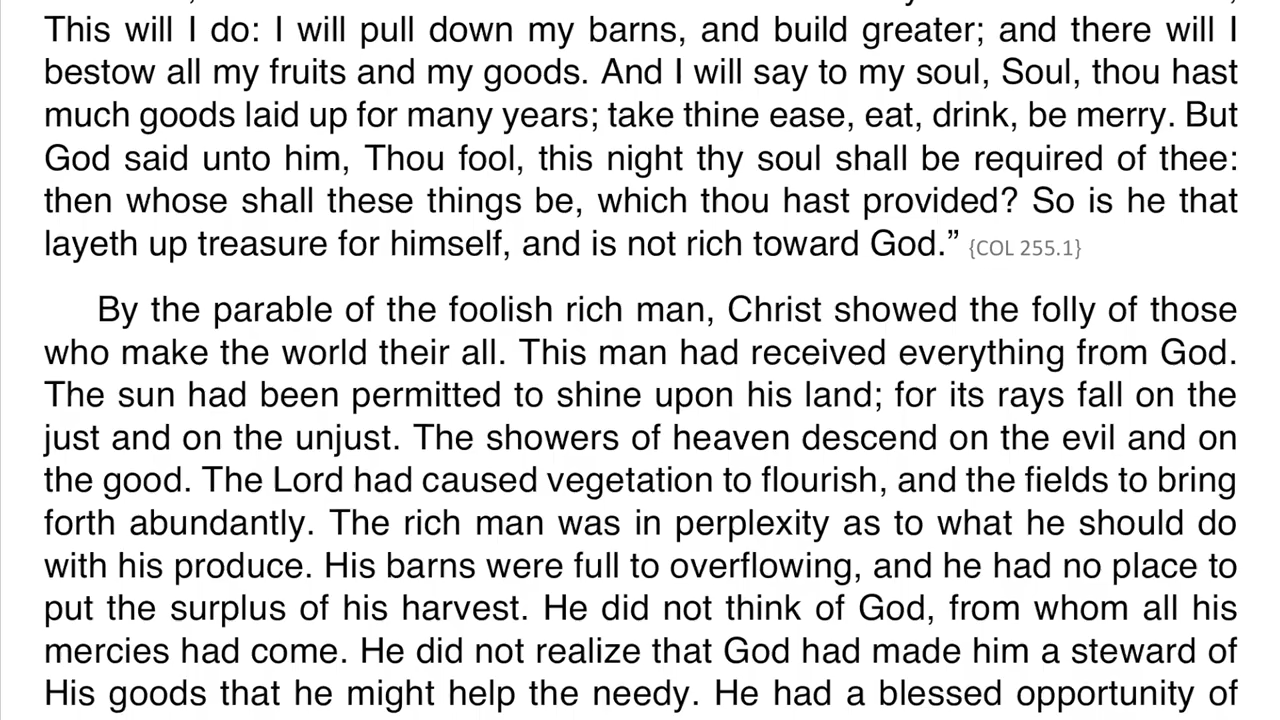 This will I do: I will pull down my barns, and build greater; and there will I
bestow all my fruits and my goods. And I will say to my soul, Soul, thou hast
much goods laid up for many years; take thine ease, eat, drink, be merry. But
God said unto him, Thou fool, this night thy soul shall be required of thee:
then whose shall these things be, which thou hast provided? So is he that
layeth up treasure for himself, and is not rich toward God.” {COL 255.1}
By the parable of the foolish rich man, Christ showed the folly of those
who make the world their all. This man had received everything from God.
The sun had been permitted to shine upon his land; for its rays fall on the
just and on the unjust. The showers of heaven descend on the evil and on
the good. The Lord had caused vegetation to flourish, and the fields to bring
forth abundantly. The rich man was in perplexity as to what he should do
with his produce. His barns were full to overflowing, and he had no place to
put the surplus of his harvest. He did not think of God, from whom all his
mercies had come. He did not realize that God had made him a steward of
His goods that he might help the needy. He had a blessed opportunity of